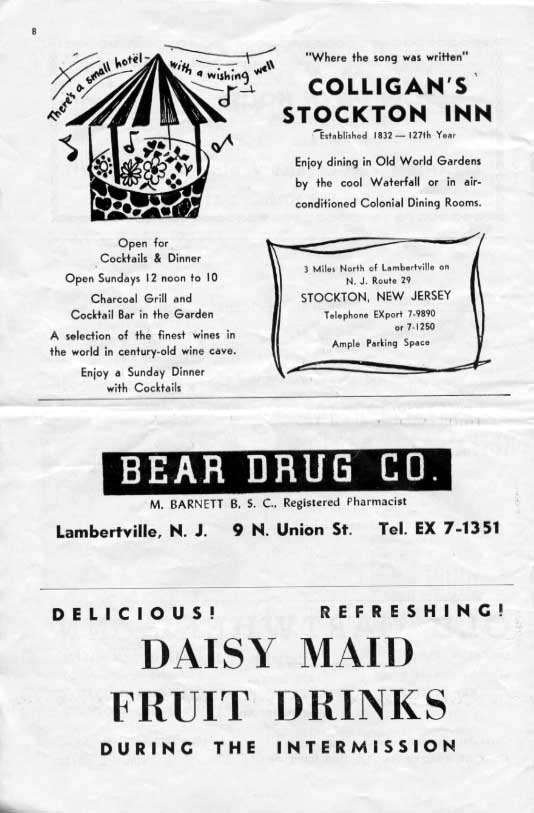 8
There's a small hotel — with a wishing well
"Where the song was written"
COLLIGAN'S
STOCKTON INN
Established 1832 — 127th Year
Enjoy dining in Old World Gardens
by the cool Waterfall or in air-
conditioned Colonial Dining Rooms.
Open for
Cocktails & Dinner
Open Sundays 12 noon to 10
Charcoal Grill and
Cocktail Bar in the Garden
A selection of the finest wines in
the world in century-old wine cave.
Enjoy a Sunday Dinner
with Cocktails
3 Miles North of Lambertville on
N. J. Route 29
STOCKTON, NEW JERSEY
Telephone EXport 7-9890
or 7-1250
Ample Parking Space
BEAR DRUG CO.
M. BARNETT B. S. C., Registered Pharmacist
Lambertville, N. J. 9 N. Union St. Tel. EX 7-1351
DELICIOUS! REFRESHING!
DAISY MAID
FRUIT DRINKS
DURING THE INTERMISSION